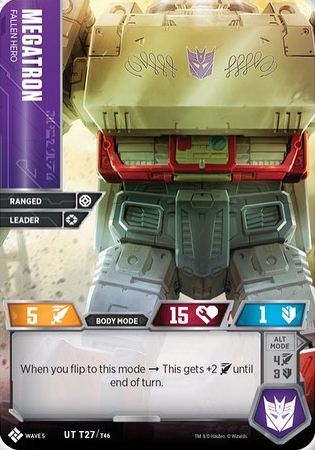 MEGATRON
FALLEN HERO
RANGED
LEADER
5
BODY MODE
15
1
ALT
MODE
4
3
When you flip to this mode → This gets +2 until
end of turn.
WAVE 5
UT T27/T46
TM & © Hasbro. © Wizards.